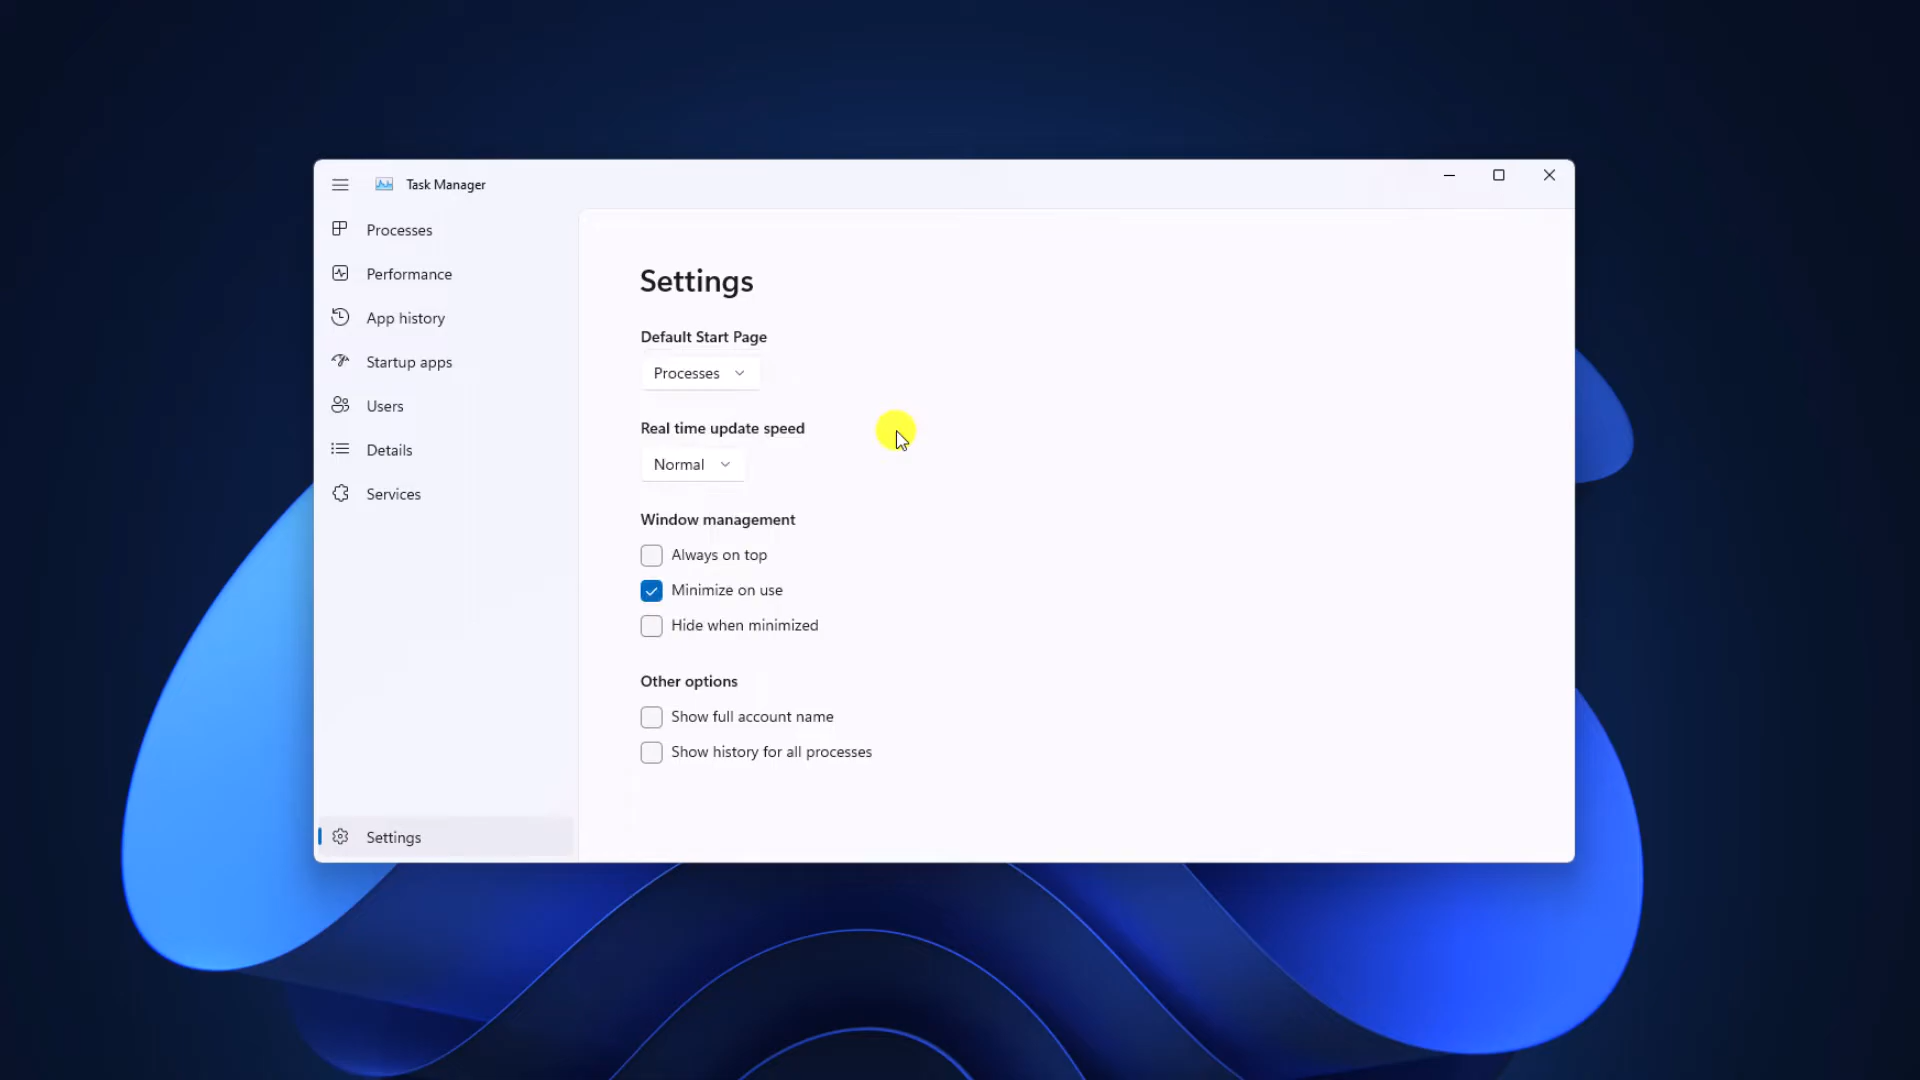 Task Manager
Processes
Performance
App history
Startup apps
Users
Details
Services
Settings
Settings
Default Start Page
Processes
Real time update speed
Normal
Window management
Always on top
Minimize on use
Hide when minimized
Other options
Show full account name
Show history for all processes